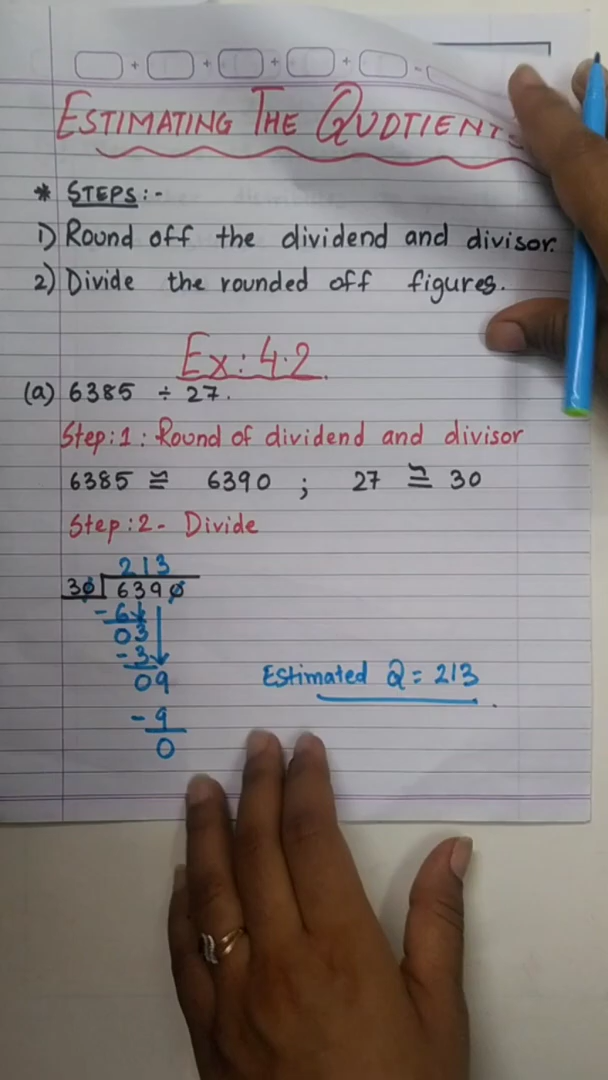 + + + + -
ESTIMATING THE QUOTIENT
* STEPS:-
1) Round off the dividend and divisor.
2) Divide the rounded off figures.
Ex: 4.2
(a) 6385 ÷ 27.
Step:1: Round of dividend and divisor
6385 ≅ 6390 ; 27 ≅ 30
Step:2- Divide
213
30 6390
-6
03
-3
09
-9
0
Estimated Q = 213